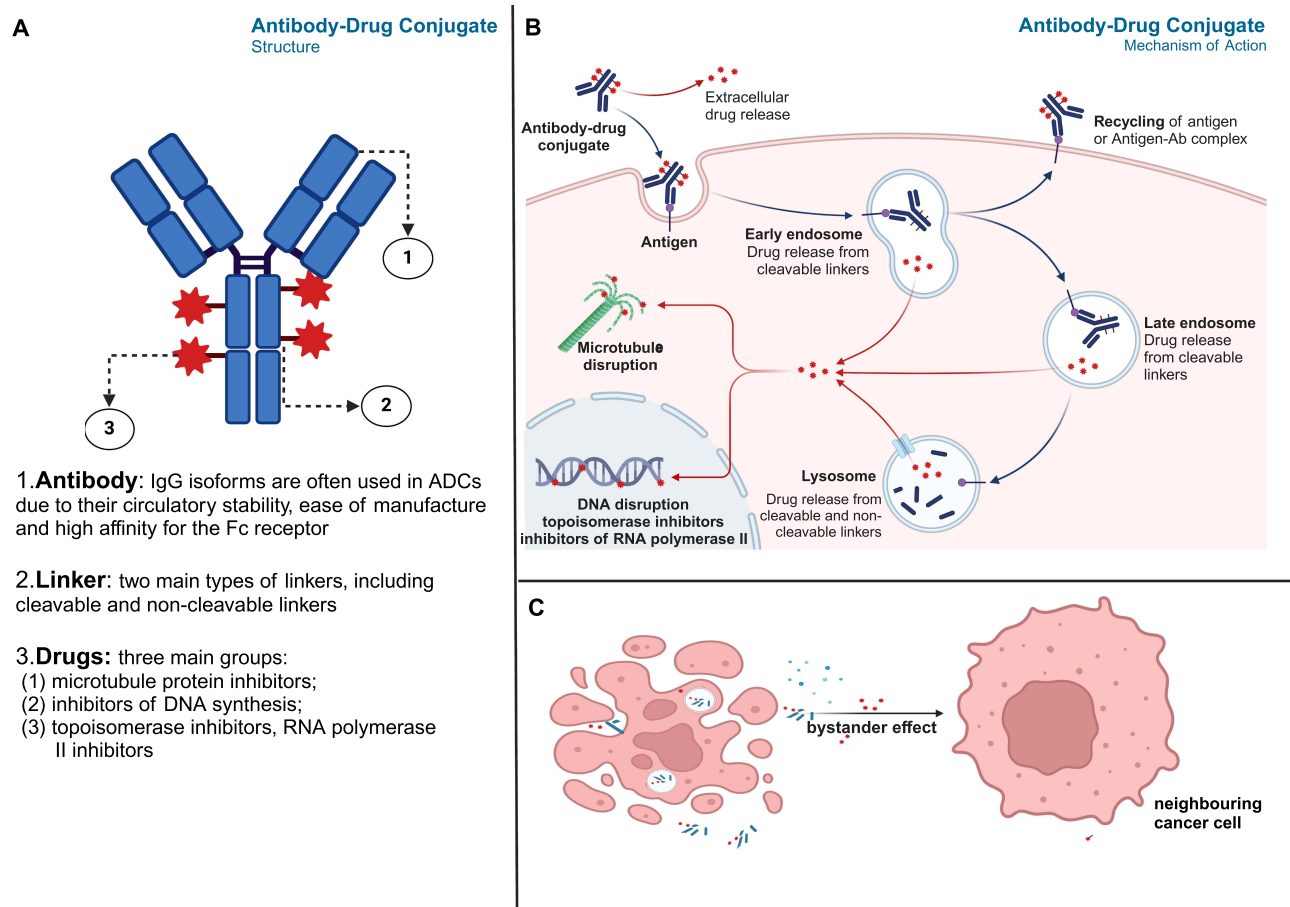 A
Antibody-Drug Conjugate
Structure
1
2
3
1.Antibody: IgG isoforms are often used in ADCs
due to their circulatory stability, ease of manufacture
and high affinity for the Fc receptor
2.Linker: two main types of linkers, including
cleavable and non-cleavable linkers
3.Drugs: three main groups:
(1) microtubule protein inhibitors;
(2) inhibitors of DNA synthesis;
(3) topoisomerase inhibitors, RNA polymerase
II inhibitors
B
Antibody-Drug Conjugate
Mechanism of Action
Extracellular
drug release
Antibody-drug
conjugate
Antigen
Recycling of antigen
or Antigen-Ab complex
Early endosome
Drug release from
cleavable linkers
Late endosome
Drug release
from cleavable
linkers
Microtubule
disruption
Lysosome
Drug release from
cleavable and non-
cleavable linkers
DNA disruption
topoisomerase inhibitors
inhibitors of RNA polymerase II
C
bystander effect
neighbouring
cancer cell